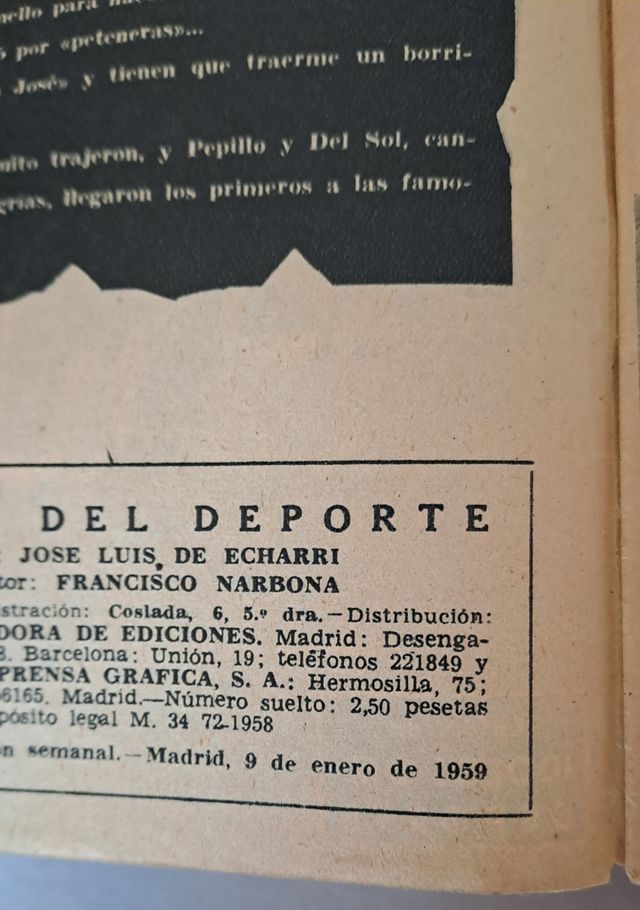 nello para
por «peteneras»...
José» y tienen que traerme un borri-
uito trajeron, y Pepillo y Del Sol, can-
grías, llegaron los primeros a las famo-
DEL DEPORTE
: JOSE LUIS DE ECHARRI
tor: FRANCISCO NARBONA
istración: Coslada, 6, 5.º dra.—Distribución:
DORA DE EDICIONES. Madrid: Desenga-
8. Barcelona: Unión, 19; teléfonos 221849 y
PRENSA GRAFICA, S. A.: Hermosilla, 75;
6165. Madrid.—Número suelto: 2,50 pesetas
pósito legal M. 34 72-1958
n semanal.—Madrid, 9 de enero de 1959